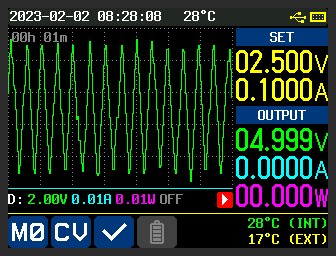 2023-02-02 08:28:08 28°C
00h 01m
SET
02.500V
0.1000A
OUTPUT
04.999V
0.0000A
00.000W
D: 2.00V 0.01A 0.01W OFF
M0 CV
28°C (INT)
17°C (EXT)